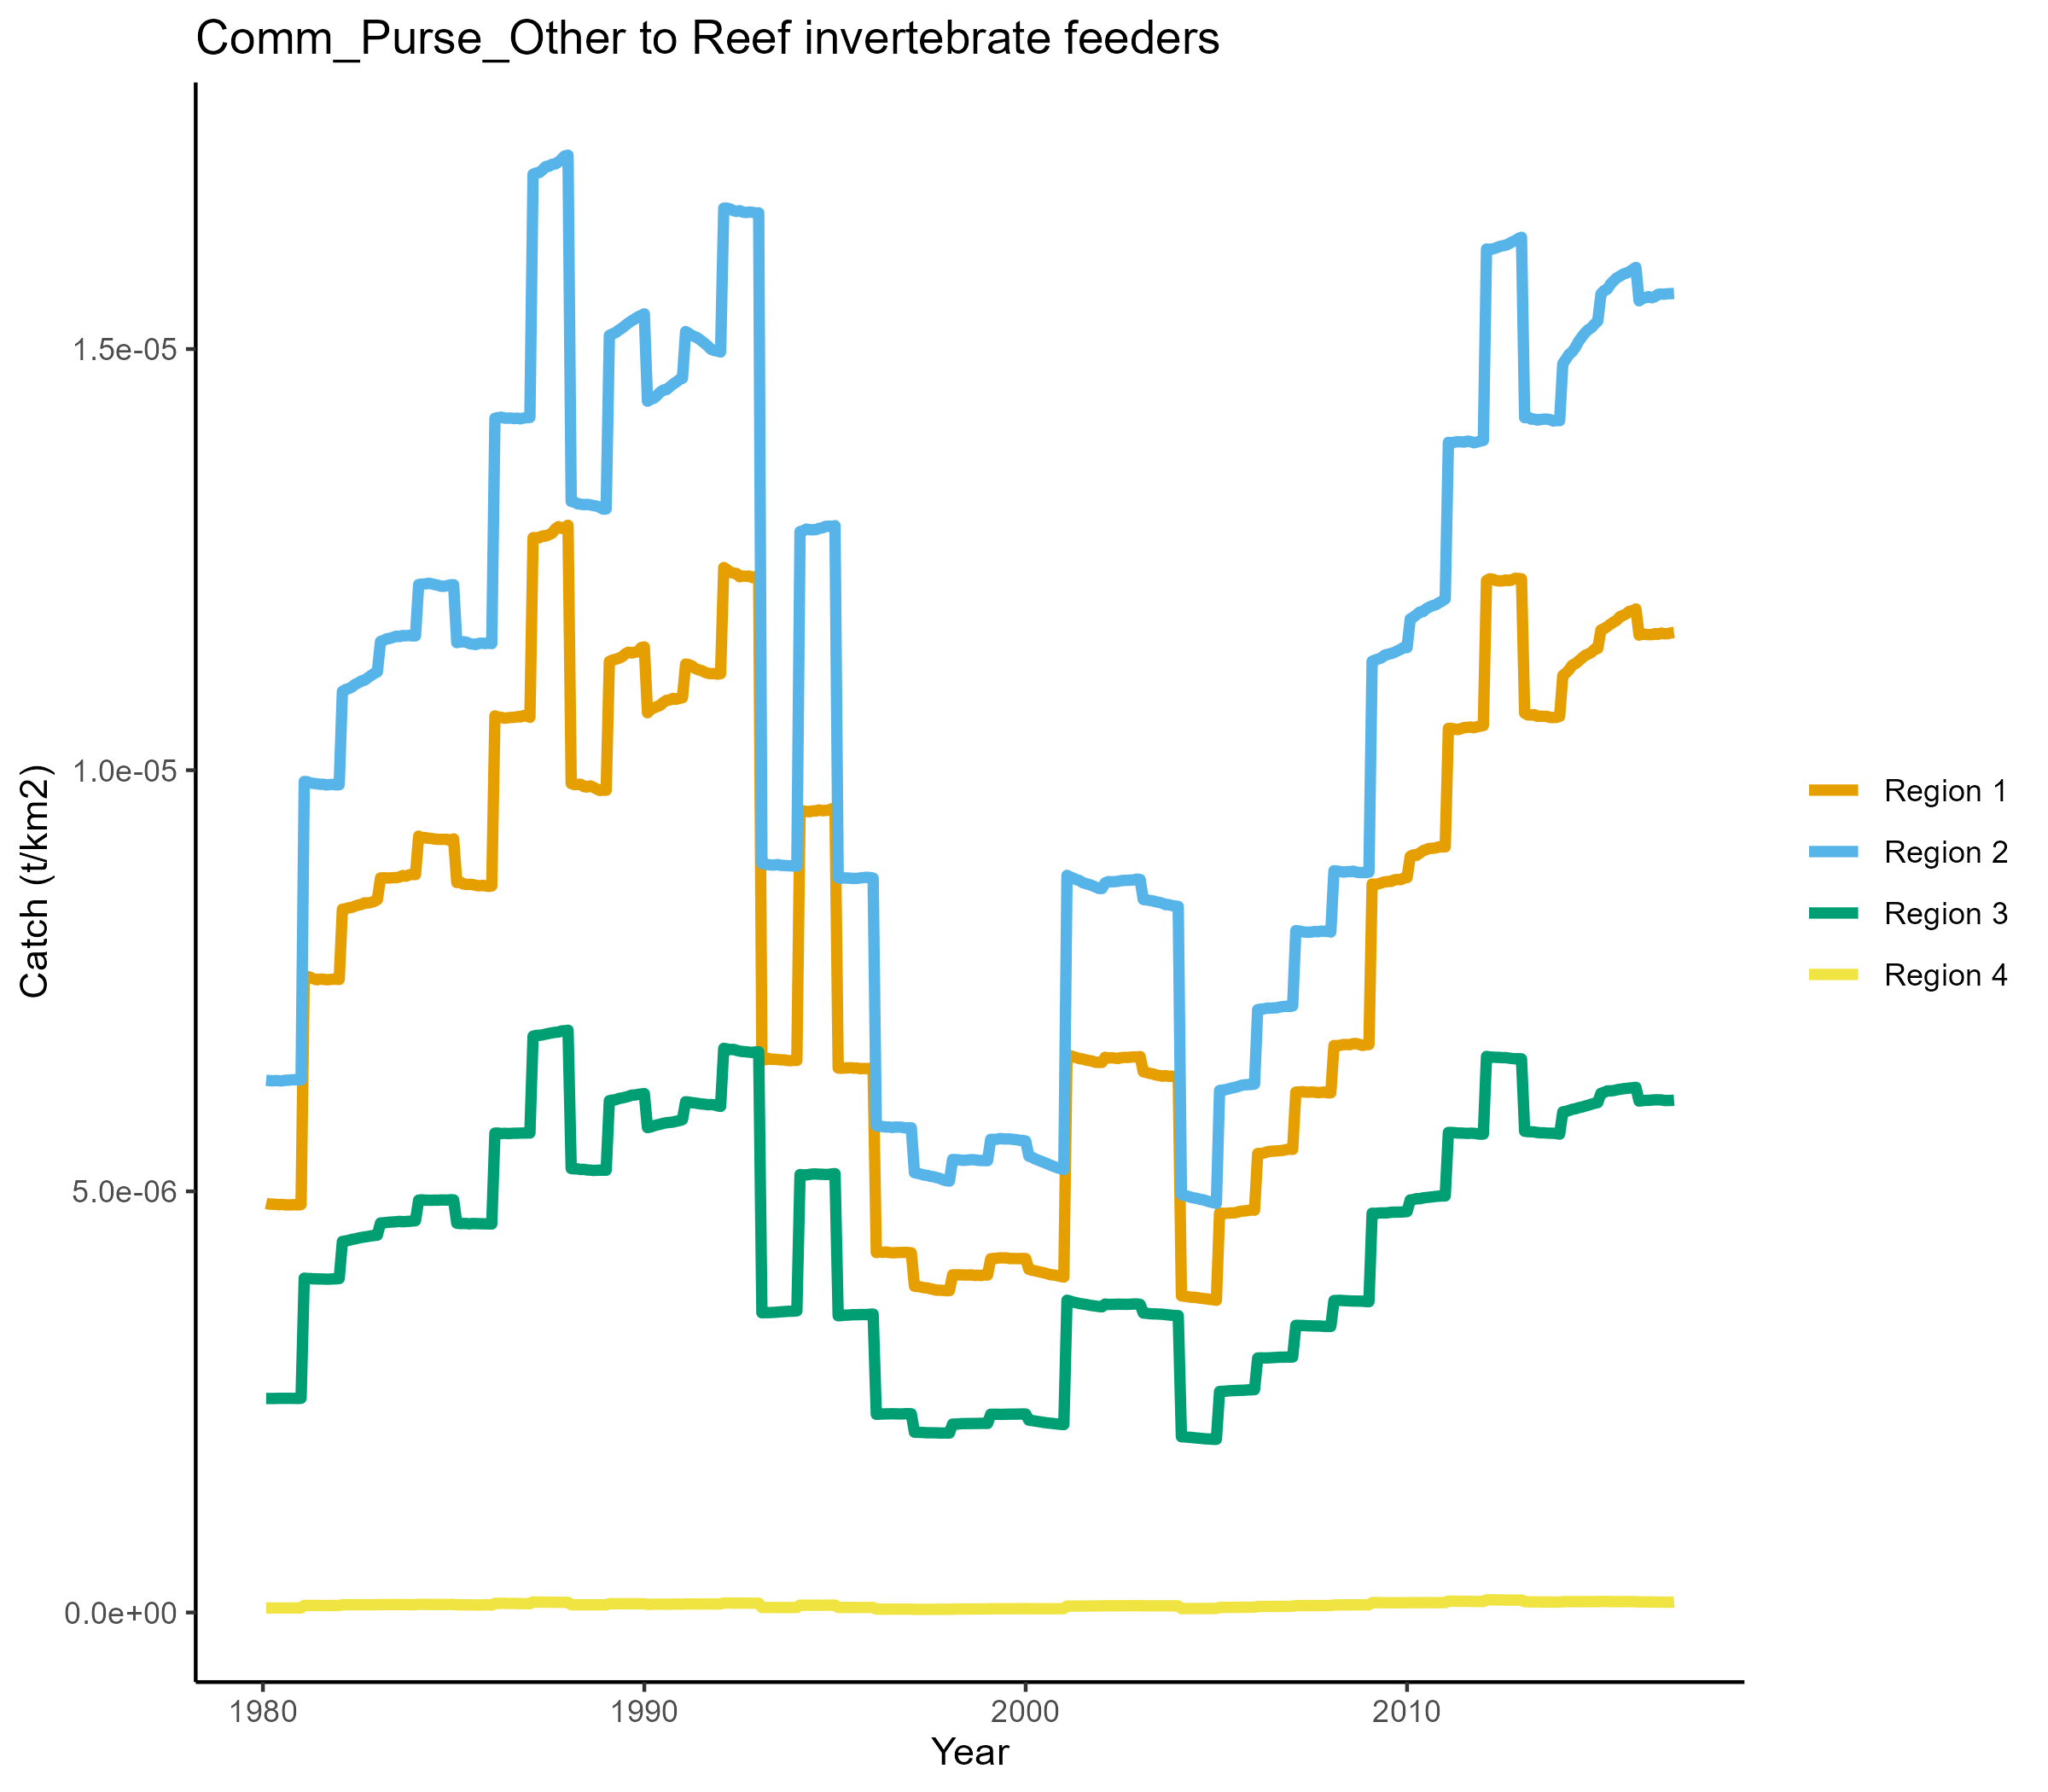 Comm_Purse_Other to Reef invertebrate feeders
Catch (t/km2)
1.5e-05
1.0e-05
5.0e-06
0.0e+00
1980
1990
2000
2010
Year
Region 1
Region 2
Region 3
Region 4